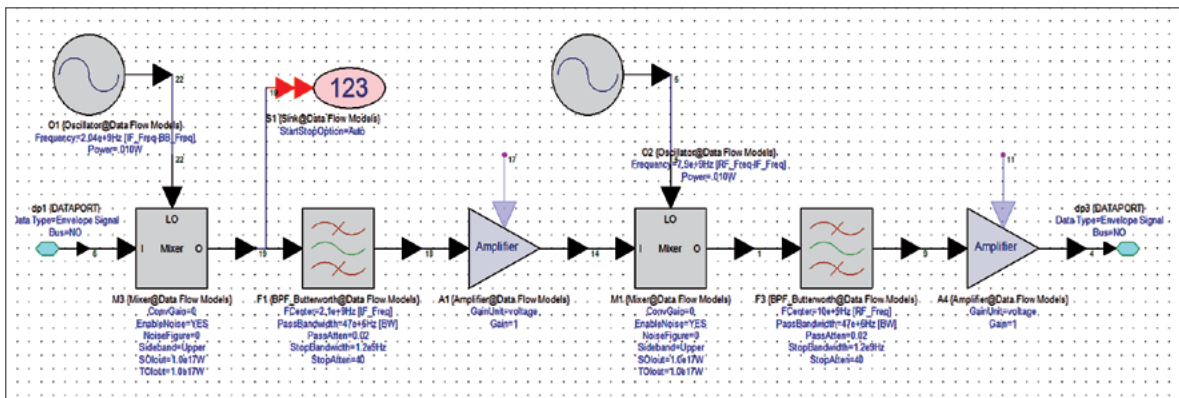 22
O1 {Oscillator@Data Flow Models}
Frequency=2.04e+9Hz [IF_Freq-BB_Freq]
Power=.010W
22
19
123
S1 {Sink@Data Flow Models}
StartStopOption=Auto
5
O2 {Oscillator@Data Flow Models}
Frequency=7.9e+9Hz [RF_Freq-IF_Freq]
Power=.010W
17
11
dp1 {DATAPORT}
Data Type=Envelope Signal
Bus=NO
6
LO
I Mixer O
19
18
Amplifier
14
LO
I Mixer O
1
9
Amplifier
4
dp3 {DATAPORT}
Data Type=Envelope Signal
Bus=NO
M3 {Mixer@Data Flow Models}
ConvGain=0
EnableNoise=YES
NoiseFigure=0
Sideband=Upper
SOIout=1.0e17W
TOIout=1.0e17W
F1 {BPF_Butterworth@Data Flow Models}
FCenter=2.1e+9Hz [IF_Freq]
PassBandwidth=47e+6Hz [BW]
PassAtten=0.02
StopBandwidth=1.2e9Hz
StopAtten=40
A1 {Amplifier@Data Flow Models}
GainUnit=voltage
Gain=1
M1 {Mixer@Data Flow Models}
ConvGain=0
EnableNoise=YES
NoiseFigure=0
Sideband=Upper
SOIout=1.0e17W
TOIout=1.0e17W
F3 {BPF_Butterworth@Data Flow Models}
FCenter=10e+9Hz [RF_Freq]
PassBandwidth=47e+6Hz [BW]
PassAtten=0.02
StopBandwidth=1.2e9Hz
StopAtten=40
A4 {Amplifier@Data Flow Models}
GainUnit=voltage
Gain=1